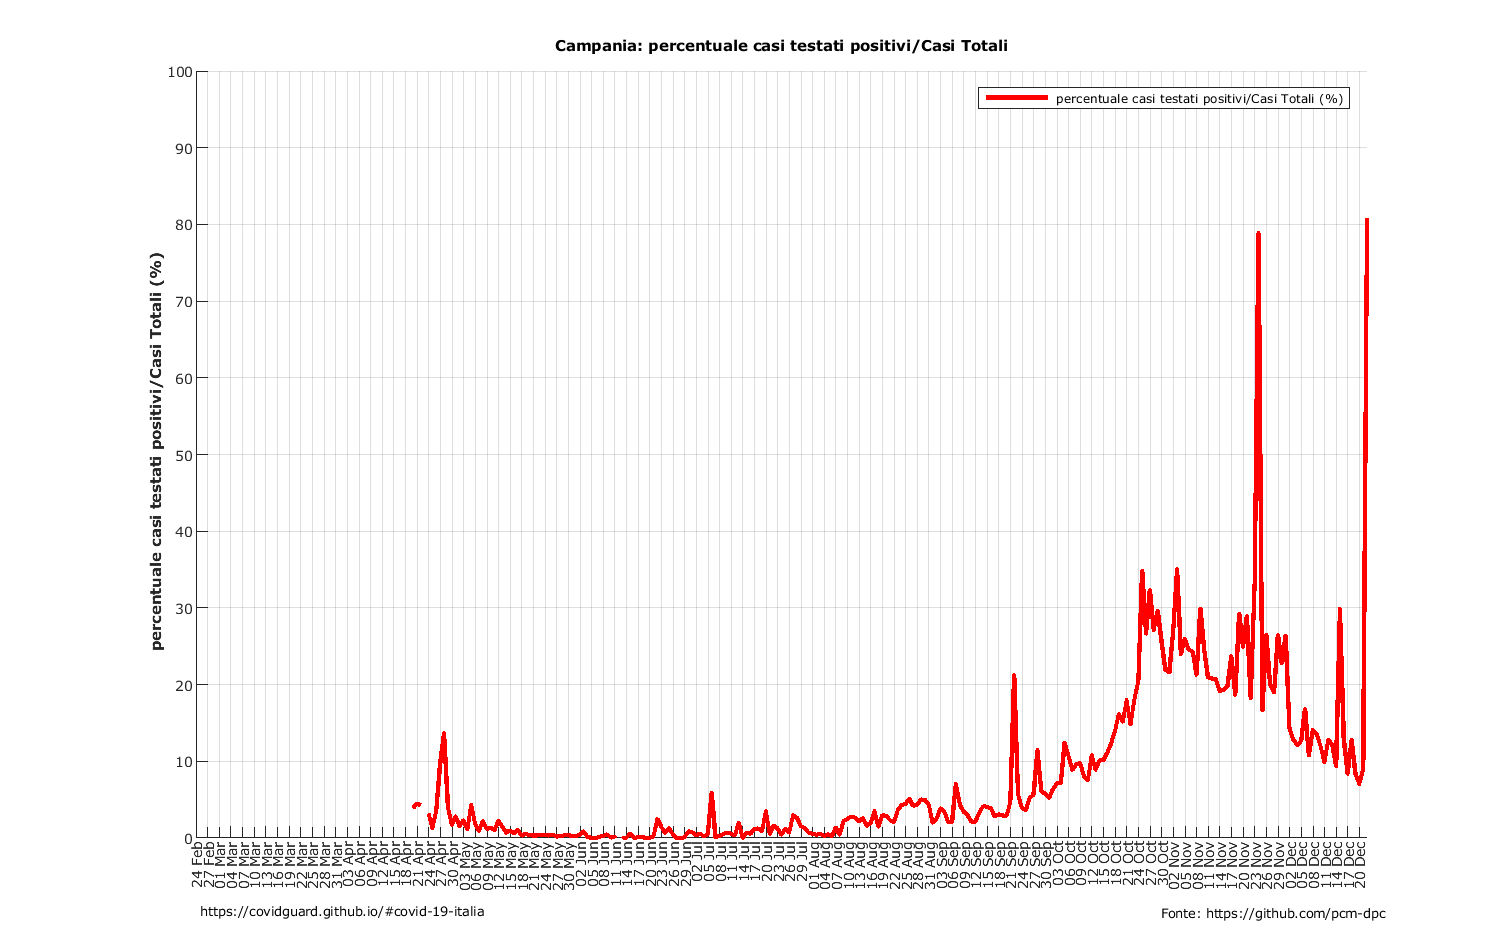 Campania: percentuale casi testati positivi/Casi Totali
percentuale casi testati positivi/Casi Totali (%)
percentuale casi testati positivi/Casi Totali (%)
100
90
80
70
60
50
40
30
20
10
0
24 Feb
27 Feb
01 Mar
04 Mar
07 Mar
10 Mar
13 Mar
16 Mar
19 Mar
22 Mar
25 Mar
28 Mar
31 Mar
03 Apr
06 Apr
09 Apr
12 Apr
15 Apr
18 Apr
21 Apr
24 Apr
27 Apr
30 Apr
03 May
06 May
09 May
12 May
15 May
18 May
21 May
24 May
27 May
30 May
02 Jun
05 Jun
08 Jun
11 Jun
14 Jun
17 Jun
20 Jun
23 Jun
26 Jun
29 Jun
02 Jul
05 Jul
08 Jul
11 Jul
14 Jul
17 Jul
20 Jul
23 Jul
26 Jul
29 Jul
01 Aug
04 Aug
07 Aug
10 Aug
13 Aug
16 Aug
19 Aug
22 Aug
25 Aug
28 Aug
31 Aug
03 Sep
06 Sep
09 Sep
12 Sep
15 Sep
18 Sep
21 Sep
24 Sep
27 Sep
30 Sep
03 Oct
06 Oct
09 Oct
12 Oct
15 Oct
18 Oct
21 Oct
24 Oct
27 Oct
30 Oct
02 Nov
05 Nov
08 Nov
11 Nov
14 Nov
17 Nov
20 Nov
23 Nov
26 Nov
29 Nov
02 Dec
05 Dec
08 Dec
11 Dec
14 Dec
17 Dec
20 Dec
https://covidguard.github.io/#covid-19-italia
Fonte: https://github.com/pcm-dpc